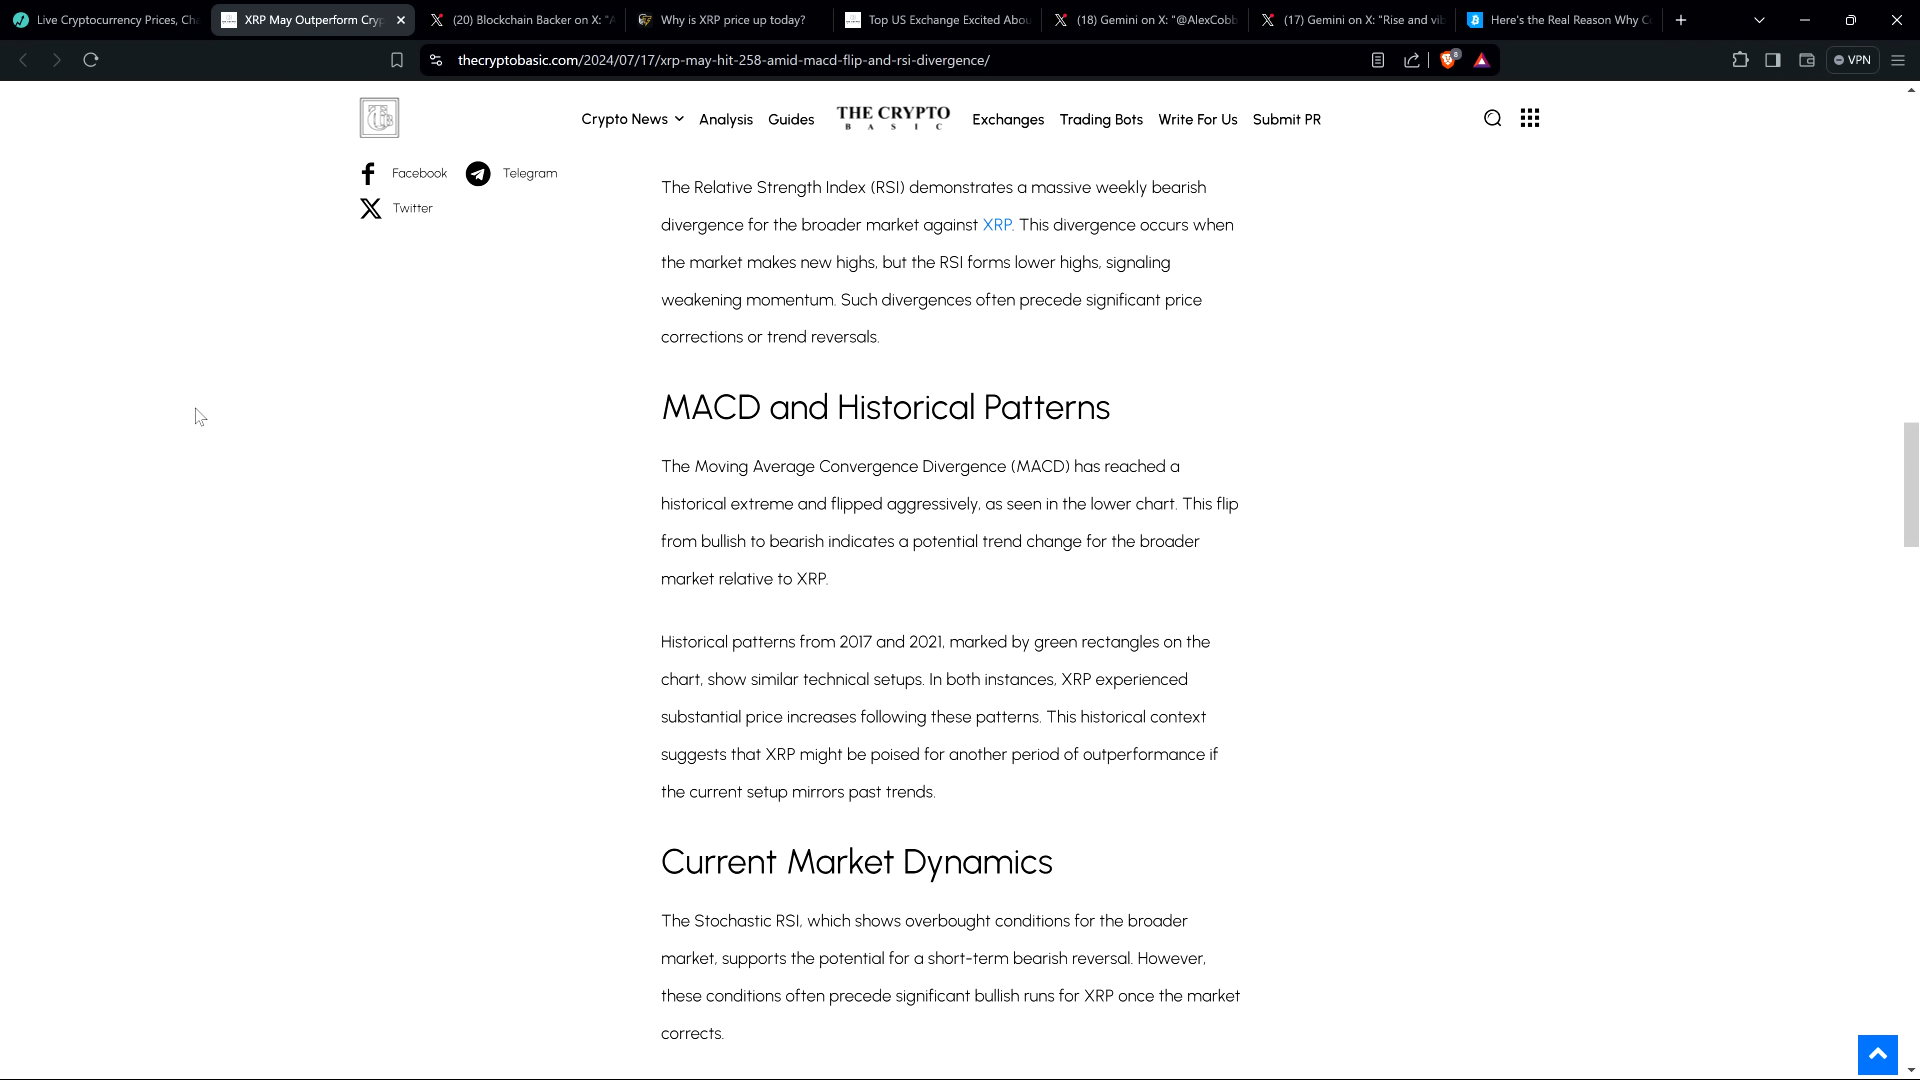 Live Cryptocurrency Prices, Cha
XRP May Outperform Cryp
(20) Blockchain Backer on X: "A
Why is XRP price up today?
Top US Exchange Excited Abou
(18) Gemini on X: "@AlexCobb
(17) Gemini on X: "Rise and vib
Here's the Real Reason Why C
thecryptobasic.com/2024/07/17/xrp-may-hit-258-amid-macd-flip-and-rsi-divergence/
8
VPN
Crypto News
Analysis
Guides
THE CRYPTO
BASIC
Exchanges
Trading Bots
Write For Us
Submit PR
Facebook
Telegram
Twitter
The Relative Strength Index (RSI) demonstrates a massive weekly bearish
divergence for the broader market against XRP. This divergence occurs when
the market makes new highs, but the RSI forms lower highs, signaling
weakening momentum. Such divergences often precede significant price
corrections or trend reversals.
MACD and Historical Patterns
The Moving Average Convergence Divergence (MACD) has reached a
historical extreme and flipped aggressively, as seen in the lower chart. This flip
from bullish to bearish indicates a potential trend change for the broader
market relative to XRP.
Historical patterns from 2017 and 2021, marked by green rectangles on the
chart, show similar technical setups. In both instances, XRP experienced
substantial price increases following these patterns. This historical context
suggests that XRP might be poised for another period of outperformance if
the current setup mirrors past trends.
Current Market Dynamics
The Stochastic RSI, which shows overbought conditions for the broader
market, supports the potential for a short-term bearish reversal. However,
these conditions often precede significant bullish runs for XRP once the market
corrects.